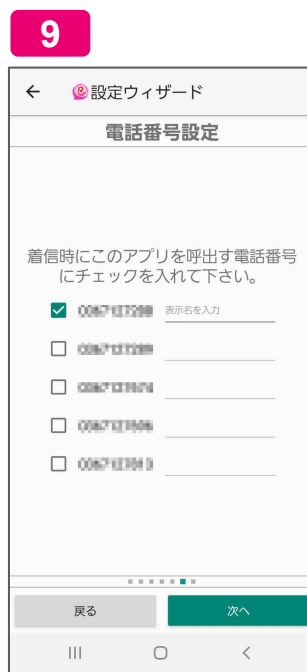 9
設定ウィザード
電話番号設定
着信時にこのアプリを呼出す電話番号
にチェックを入れて下さい。
表示名を入力
戻る
次へ